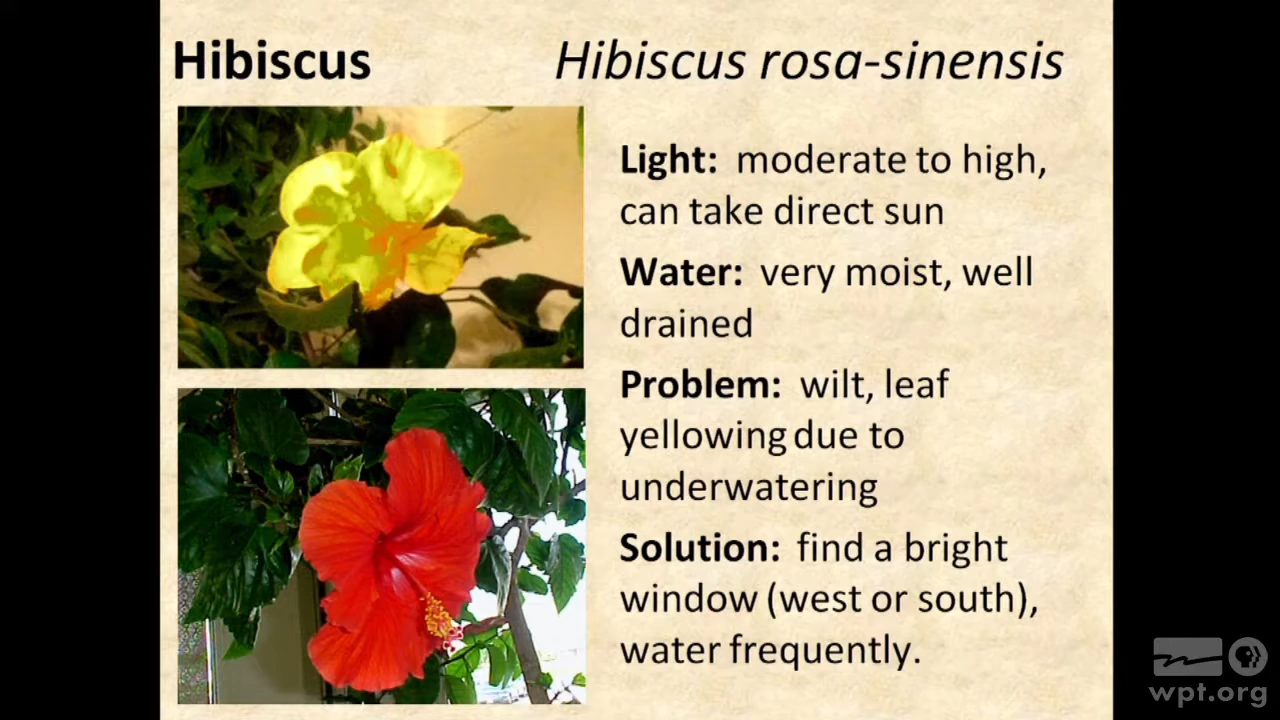 Hibiscus Hibiscus rosa-sinensis
Light: moderate to high,
can take direct sun
Water: very moist, well
drained
Problem: wilt, leaf
yellowing due to
underwatering
Solution: find a bright
window (west or south),
water frequently.
wpt.org